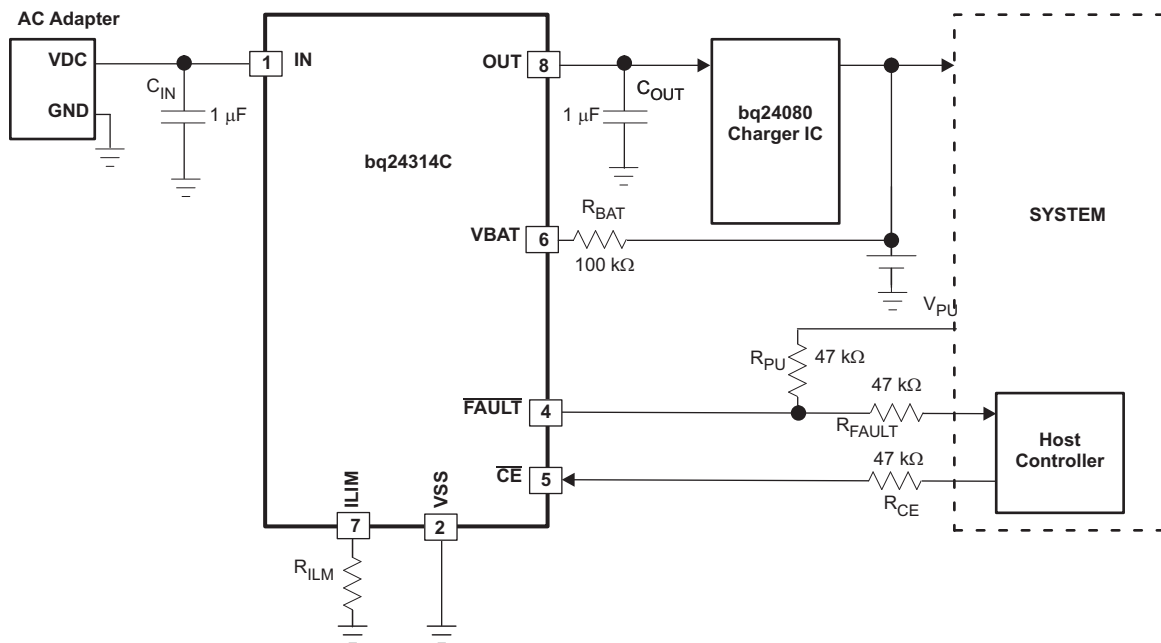 AC Adapter
VDC
GND
C_IN
1 μF
1
IN
bq24314C
OUT
8
C_OUT
1 μF
bq24080
Charger IC
SYSTEM
VBAT
6
R_BAT
100 kΩ
V_PU
R_PU
47 kΩ
FAULT
4
47 kΩ
R_FAULT
Host
Controller
CE
5
47 kΩ
R_CE
ILIM
7
VSS
2
R_ILM